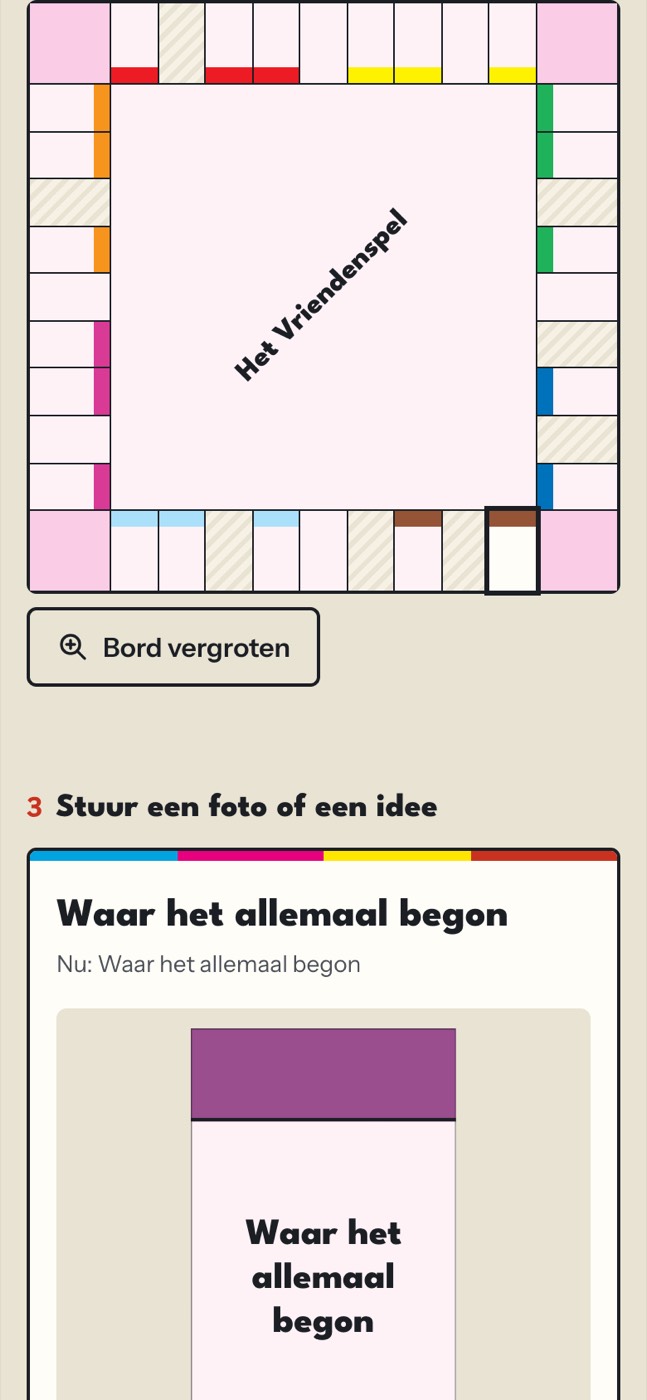 Het Vriendenspel
Bord vergroten
3 Stuur een foto of een idee
Waar het allemaal begon
Nu: Waar het allemaal begon
Waar het
allemaal
begon